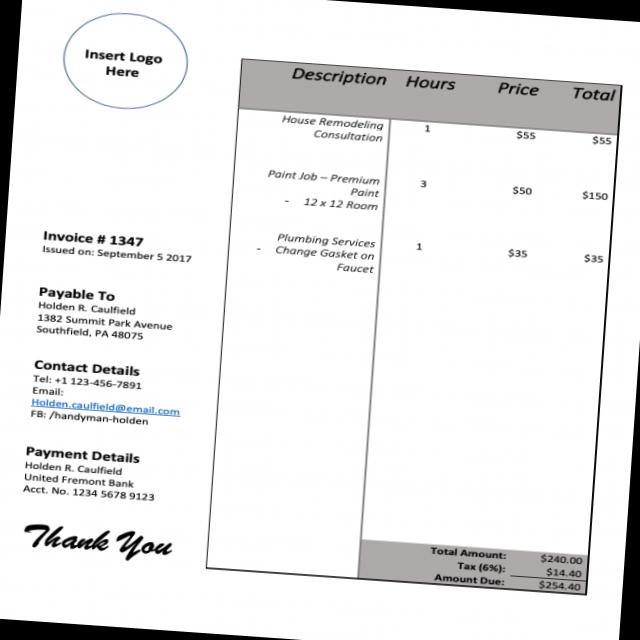 Insert Logo
Here
Invoice # 1347
Issued on: September 5 2017
Payable To
Holden R. Caulfield
1382 Summit Park Avenue
Southfield, PA 48075
Contact Details
Tel: +1 123-456-7891
Email:
Holden.caulfield@email.com
FB: /handyman-holden
Payment Details
Holden R. Caulfield
United Fremont Bank
Acct. No. 1234 5678 9123
Thank You
Description Hours Price Total
House Remodeling 1 $55 $55
Consultation
Paint Job – Premium 3 $50 $150
Paint
- 12 x 12 Room
Plumbing Services 1 $35 $35
- Change Gasket on
Faucet
Total Amount: $240.00
Tax (6%): $14.40
Amount Due: $254.40